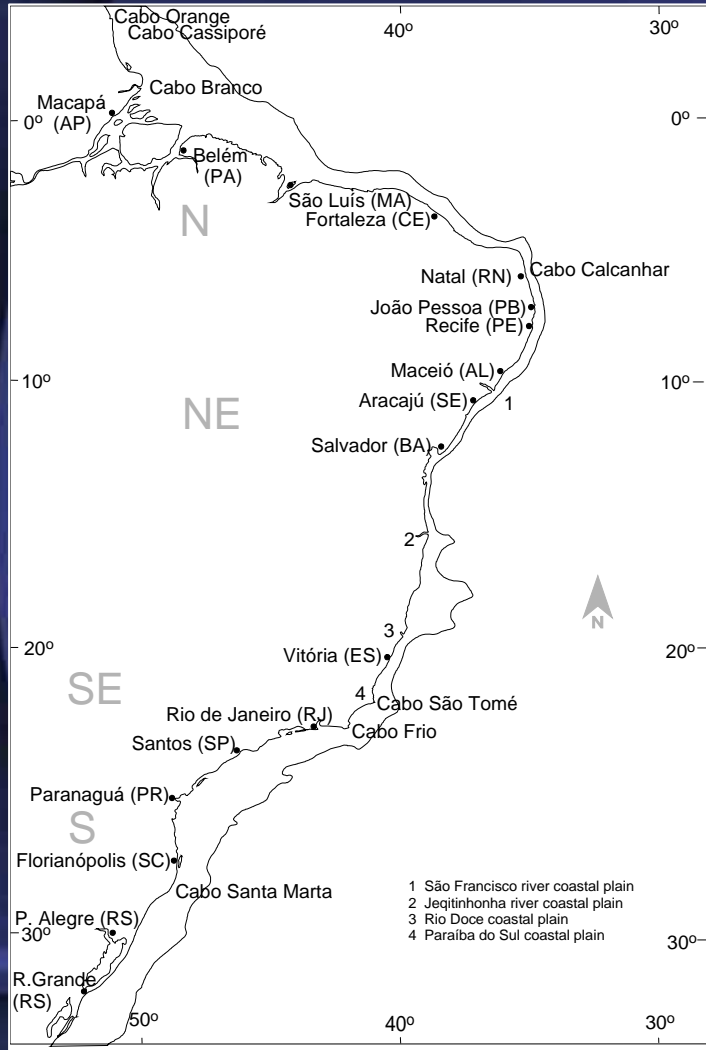 Cabo Orange
Cabo Cassiporé
40º
30º
Cabo Branco
Macapá
(AP)
0º
0º
Belém
(PA)
São Luís (MA)
Fortaleza (CE)
N
Natal (RN)
Cabo Calcanhar
João Pessoa (PB)
Recife (PE)
Maceió (AL)
10º
10º
NE
Aracajú (SE)
1
Salvador (BA)
2
N
3
20º
Vitória (ES)
20º
SE
4
Cabo São Tomé
Rio de Janeiro (RJ)
Cabo Frio
Santos (SP)
Paranaguá (PR)
S
Florianópolis (SC)
Cabo Santa Marta
1 São Francisco river coastal plain
2 Jeqitinhonha river coastal plain
3 Rio Doce coastal plain
4 Paraíba do Sul coastal plain
P. Alegre (RS)
30º
30º
R.Grande
(RS)
50º
40º
30º